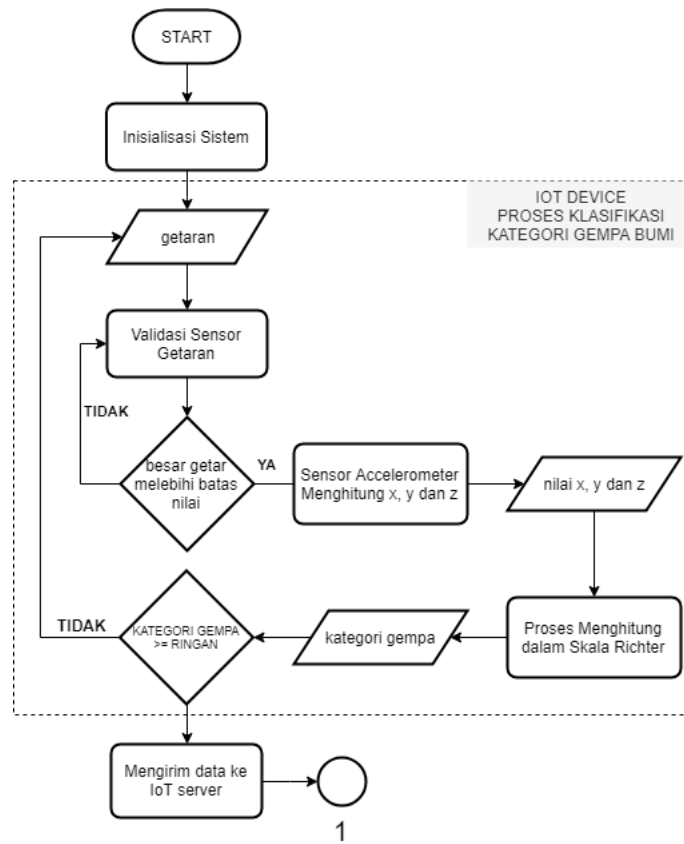 START
Inisialisasi Sistem
IOT DEVICE
PROSES KLASIFIKASI
KATEGORI GEMPA BUMI
getaran
Validasi Sensor
Getaran
TIDAK
besar getar
melebihi batas
nilai
YA
Sensor Accelerometer
Menghitung x, y dan z
nilai x, y dan z
Proses Menghitung
dalam Skala Richter
kategori gempa
KATEGORI GEMPA
>= RINGAN
TIDAK
Mengirim data ke
IoT server
1